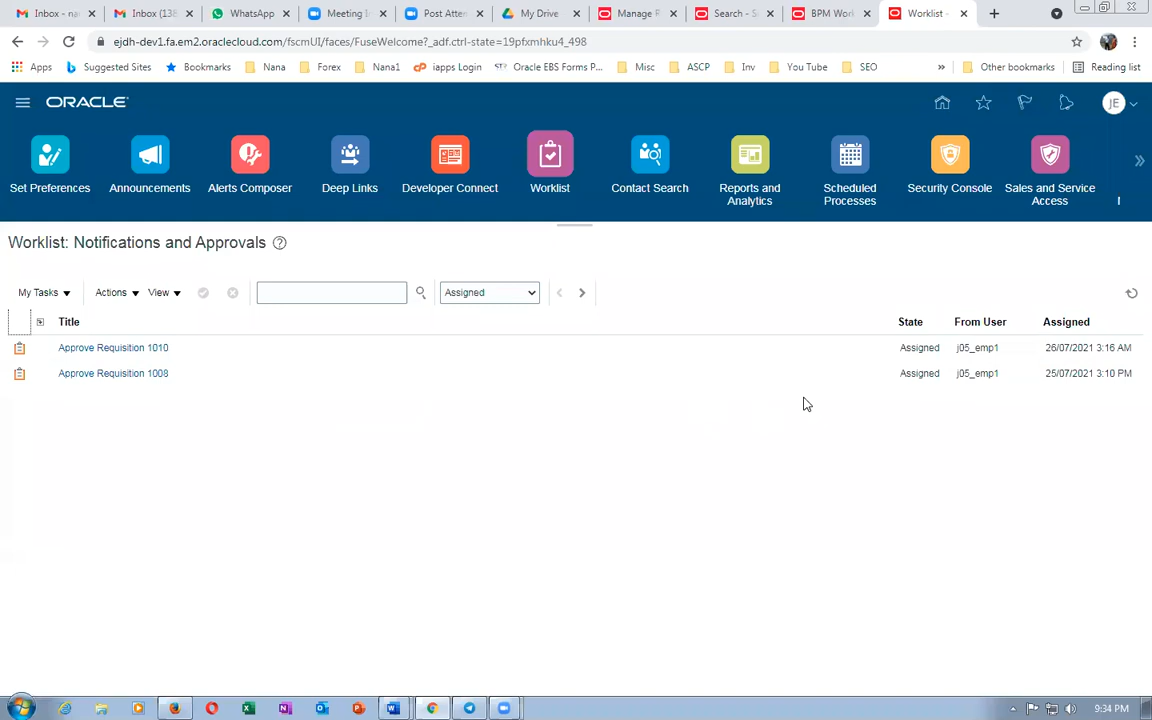 Inbox - na
Inbox (138
WhatsApp
Meeting I
Post Atten
My Drive
Manage R
Search - S
BPM Work
Worklist -
ejdh-dev1.fa.em2.oraclecloud.com/fscmUI/faces/FuseWelcome?_adf.ctrl-state=19pfxmhku4_498
Apps
Suggested Sites
Bookmarks
Nana
Forex
Nana1
iapps Login
Oracle EBS Forms P...
Misc
ASCP
Inv
You Tube
SEO
»
Other bookmarks
Reading list
ORACLE
JE
Set Preferences
Announcements
Alerts Composer
Deep Links
Developer Connect
Worklist
Contact Search
Reports and
Analytics
Scheduled
Processes
Security Console
Sales and Service
Access
Worklist: Notifications and Approvals
My Tasks
Actions
View
Assigned
Title
State
From User
Assigned
Approve Requisition 1010
Assigned
j05_emp1
26/07/2021 3:16 AM
Approve Requisition 1008
Assigned
j05_emp1
25/07/2021 3:10 PM
9:34 PM